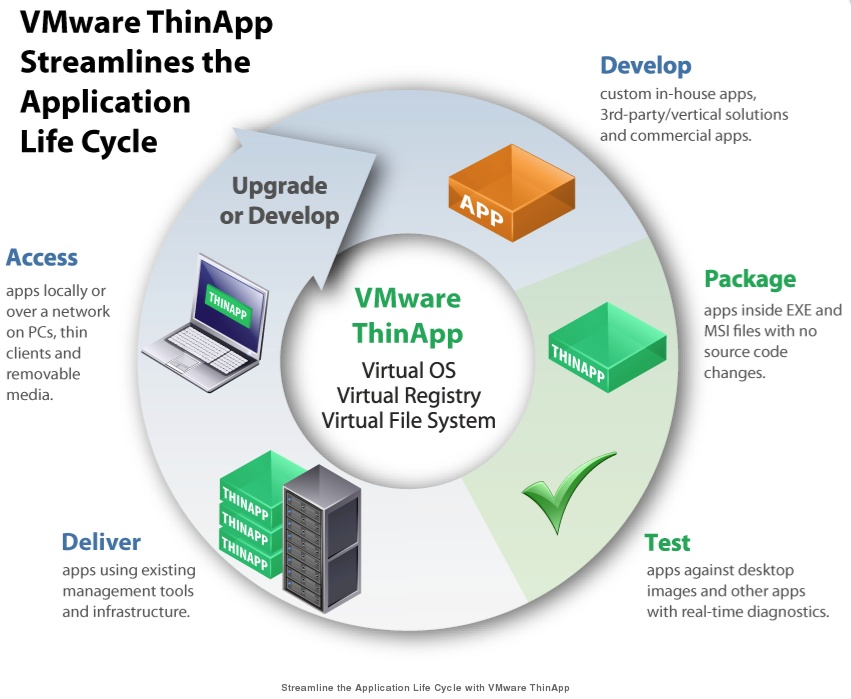 VMware ThinApp
Streamlines the
Application
Life Cycle
Develop
custom in-house apps,
3rd-party/vertical solutions
and commercial apps.
Upgrade
or Develop
APP
Access
apps locally or
over a network
on PCs, thin
clients and
removable
media.
THINAPP
VMware
ThinApp
Virtual OS
Virtual Registry
Virtual File System
Package
apps inside EXE and
MSI files with no
source code
changes.
THINAPP
Deliver
apps using existing
management tools
and infrastructure.
THINAPP
THINAPP
THINAPP
Test
apps against desktop
images and other apps
with real-time diagnostics.
Streamline the Application Life Cycle with VMware ThinApp